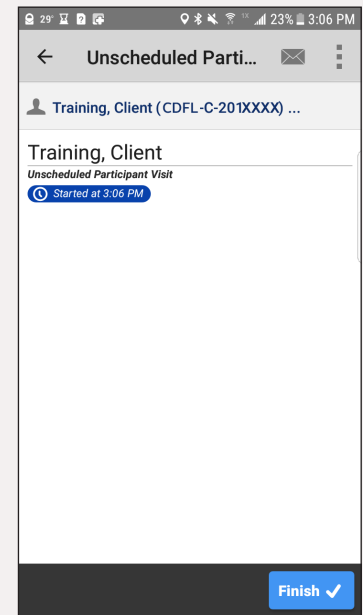 29° 1X 23% 3:06 PM
Unscheduled Parti...
Training, Client (CDFL-C-201XXXX) ...
Training, Client
Unscheduled Participant Visit
Started at 3:06 PM
Finish